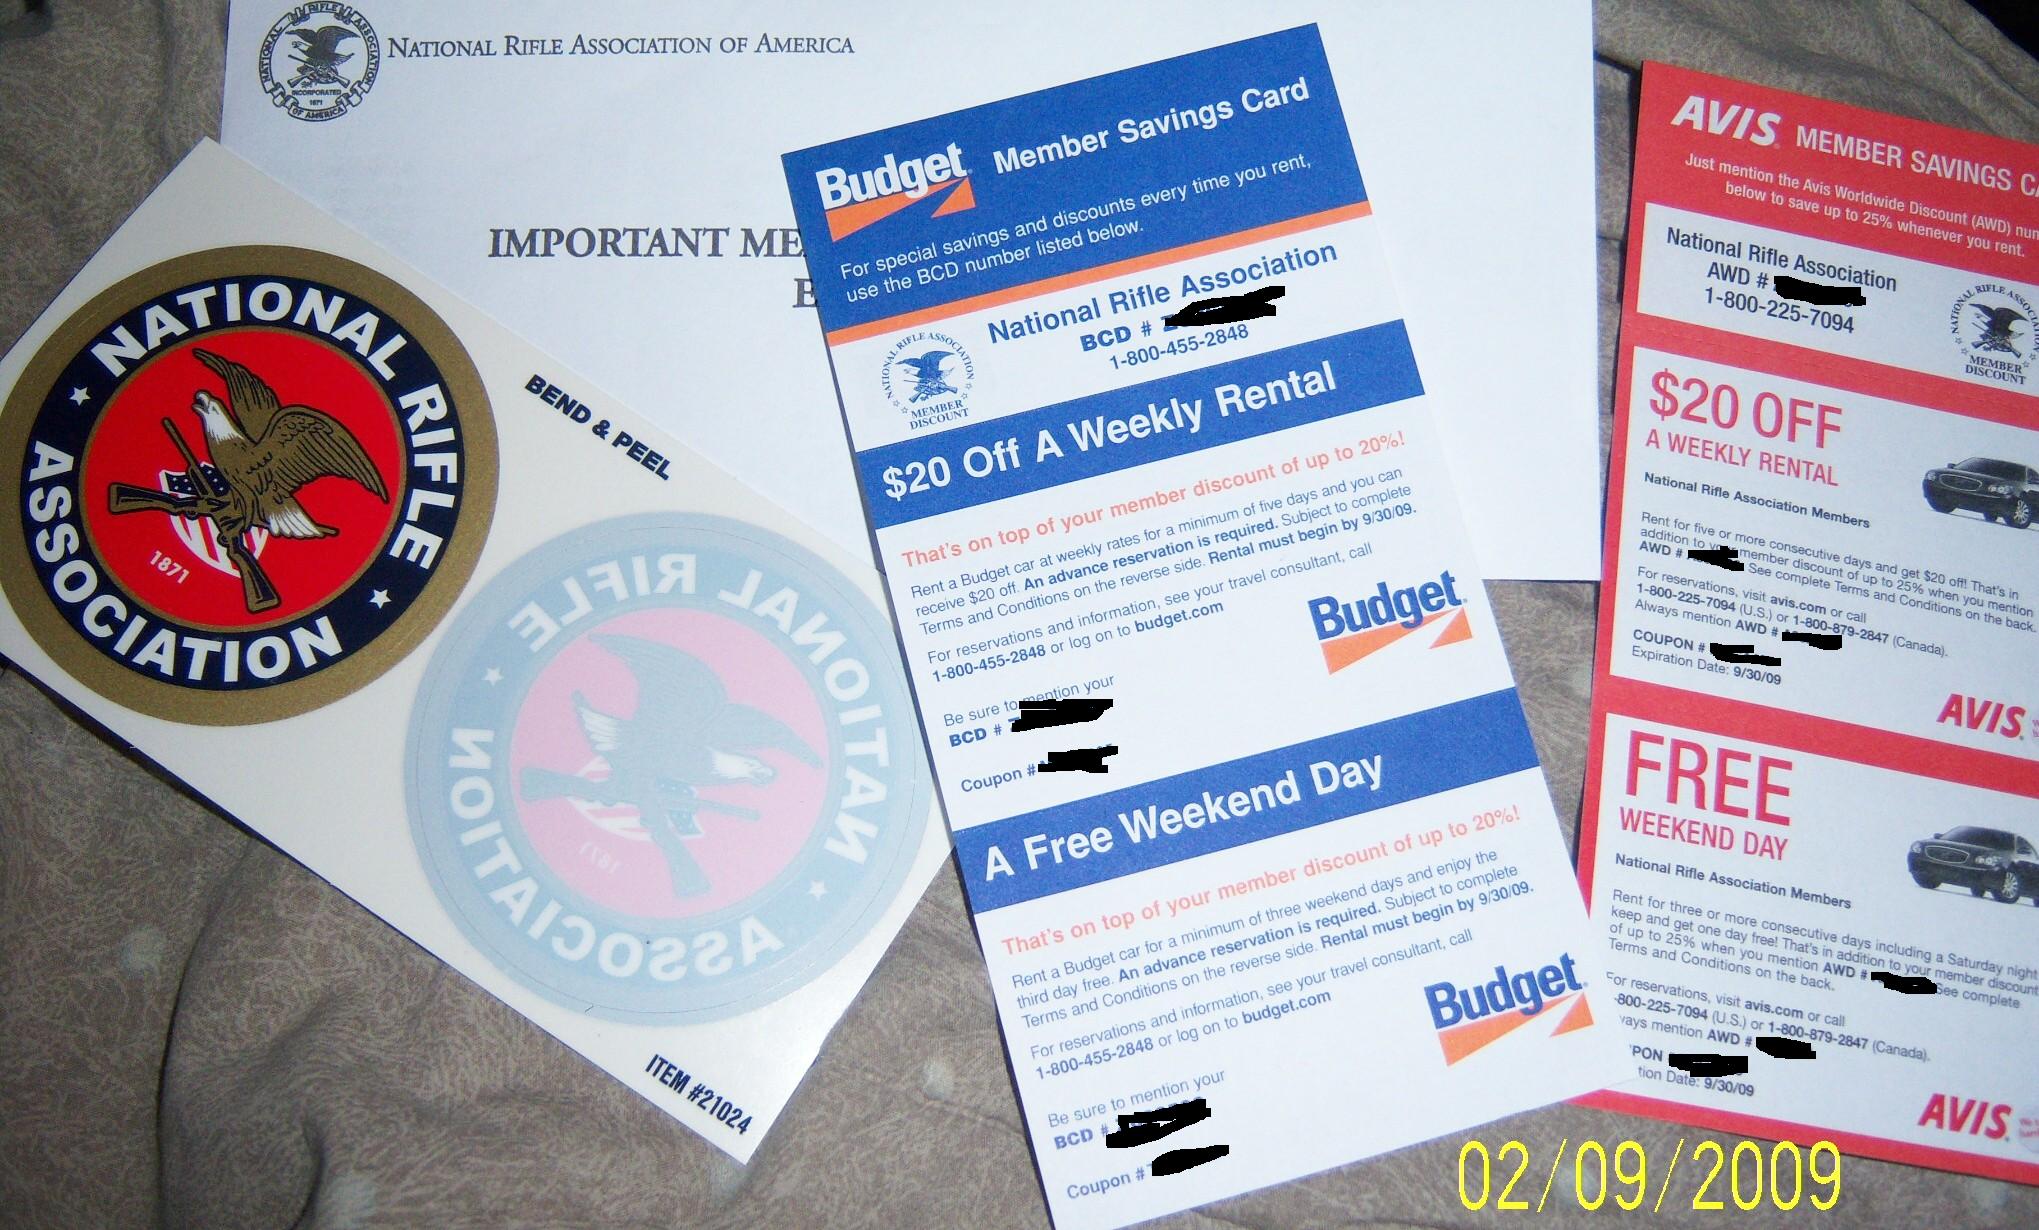 NATIONAL RIFLE ASSOCIATION
INCORPORATED
1871
OF AMERICA
NATIONAL RIFLE ASSOCIATION OF AMERICA
IMPORTANT ME
E
NATIONAL RIFLE
ASSOCIATION
1871
BEND & PEEL
NATIONAL RIFLE
ASSOCIATION
1871
ITEM #21024
Budget Member Savings Card
For special savings and discounts every time you rent,
use the BCD number listed below.
NATIONAL RIFLE ASSOCIATION
MEMBER
DISCOUNT
National Rifle Association
BCD #
1-800-455-2848
$20 Off A Weekly Rental
That's on top of your member discount of up to 20%!
Rent a Budget car at weekly rates for a minimum of five days and you can
receive $20 off. An advance reservation is required. Subject to complete
Terms and Conditions on the reverse side. Rental must begin by 9/30/09.
For reservations and information, see your travel consultant, call
1-800-455-2848 or log on to budget.com
Budget
Be sure to mention your
BCD #
Coupon #
A Free Weekend Day
That's on top of your member discount of up to 20%!
Rent a Budget car for a minimum of three weekend days and enjoy the
third day free. An advance reservation is required. Subject to complete
Terms and Conditions on the reverse side. Rental must begin by 9/30/09.
For reservations and information, see your travel consultant, call
1-800-455-2848 or log on to budget.com
Budget
Be sure to mention your
BCD #
Coupon #
AVIS MEMBER SAVINGS C
Just mention the Avis Worldwide Discount (AWD) num
below to save up to 25% whenever you rent.
National Rifle Association
AWD #
1-800-225-7094
NATIONAL RIFLE ASSOCIATION
MEMBER
DISCOUNT
$20 OFF
A WEEKLY RENTAL
National Rifle Association Members
Rent for five or more consecutive days and get $20 off! That's in
addition to your member discount of up to 25% when you mention
AWD # See complete Terms and Conditions on the back.
For reservations, visit avis.com or call
1-800-225-7094 (U.S.) or 1-800-879-2847 (Canada).
Always mention AWD #
COUPON #
Expiration Date: 9/30/09
AVIS
FREE
WEEKEND DAY
National Rifle Association Members
Rent for three or more consecutive days including a Saturday night
keep and get one day free! That's in addition to your member discount
of up to 25% when you mention AWD # See complete
Terms and Conditions on the back.
For reservations, visit avis.com or call
-800-225-7094 (U.S.) or 1-800-879-2847 (Canada).
ways mention AWD #
PON
tion Date: 9/30/09
AVIS
02/09/2009